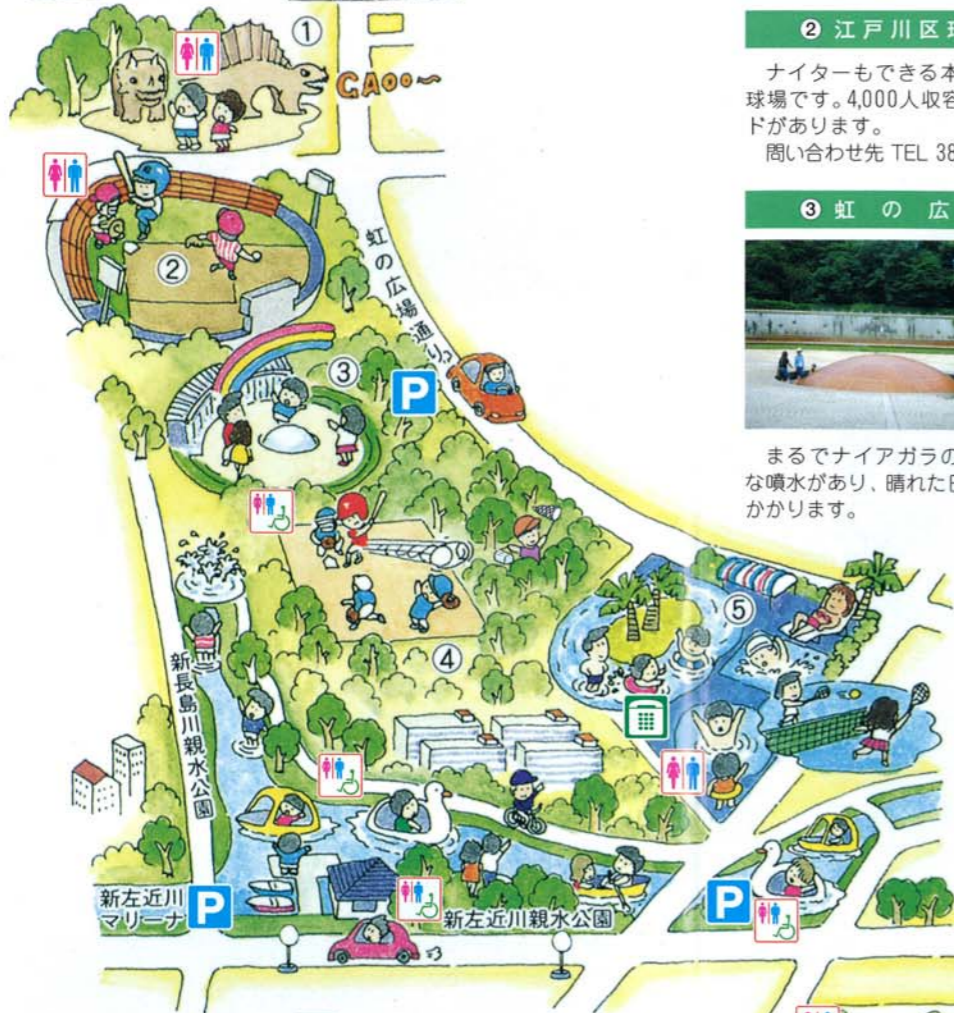 ①
GAOO~
②
虹の広場通り
③
P
④
⑤
新長島川親水公園
新左近川
マリーナ
P
新左近川親水公園
P
② 江戸川区球
ナイターもできる本
球場です。4,000人収容
ドがあります。
問い合わせ先 TEL 38
③ 虹の広
まるでナイアガラの
な噴水があり、晴れた日
かかります。